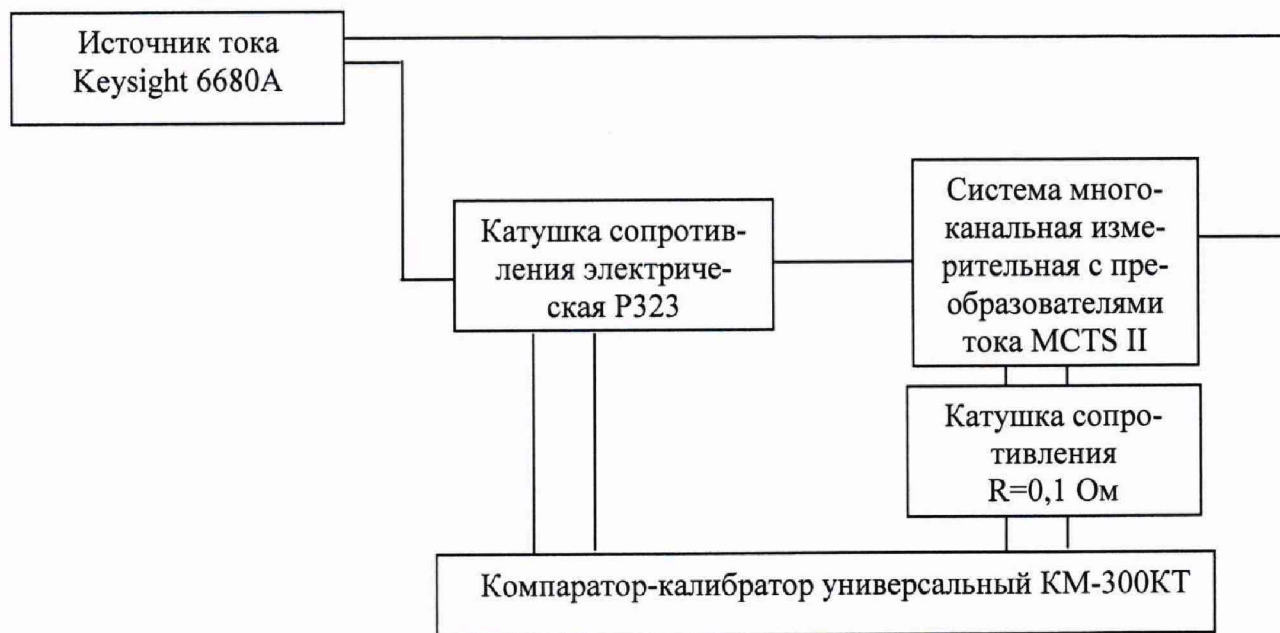 Источник тока
Keysight 6680A
Система много-
канальная изме-
рительная с пре-
образователями
тока MCTS II
Катушка сопротив-
ления электриче-
ская Р323
Катушка сопро-
тивления
R=0,1 Ом
Компаратор-калибратор универсальный КМ-300КТ